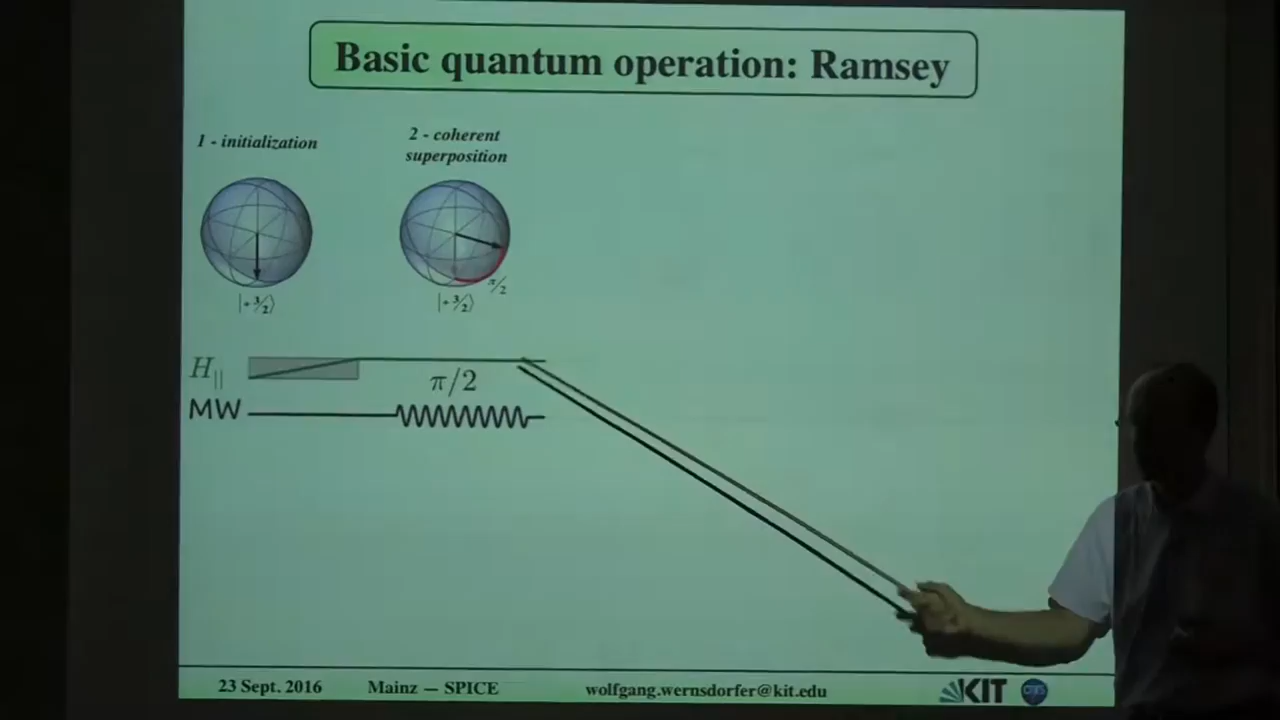 Basic quantum operation: Ramsey
1 - initialization
2 - coherent
superposition
π/2
|+3/2⟩
|+3/2⟩
H||
π/2
MW
23 Sept. 2016
Mainz – SPICE
wolfgang.wernsdorfer@kit.edu
KIT